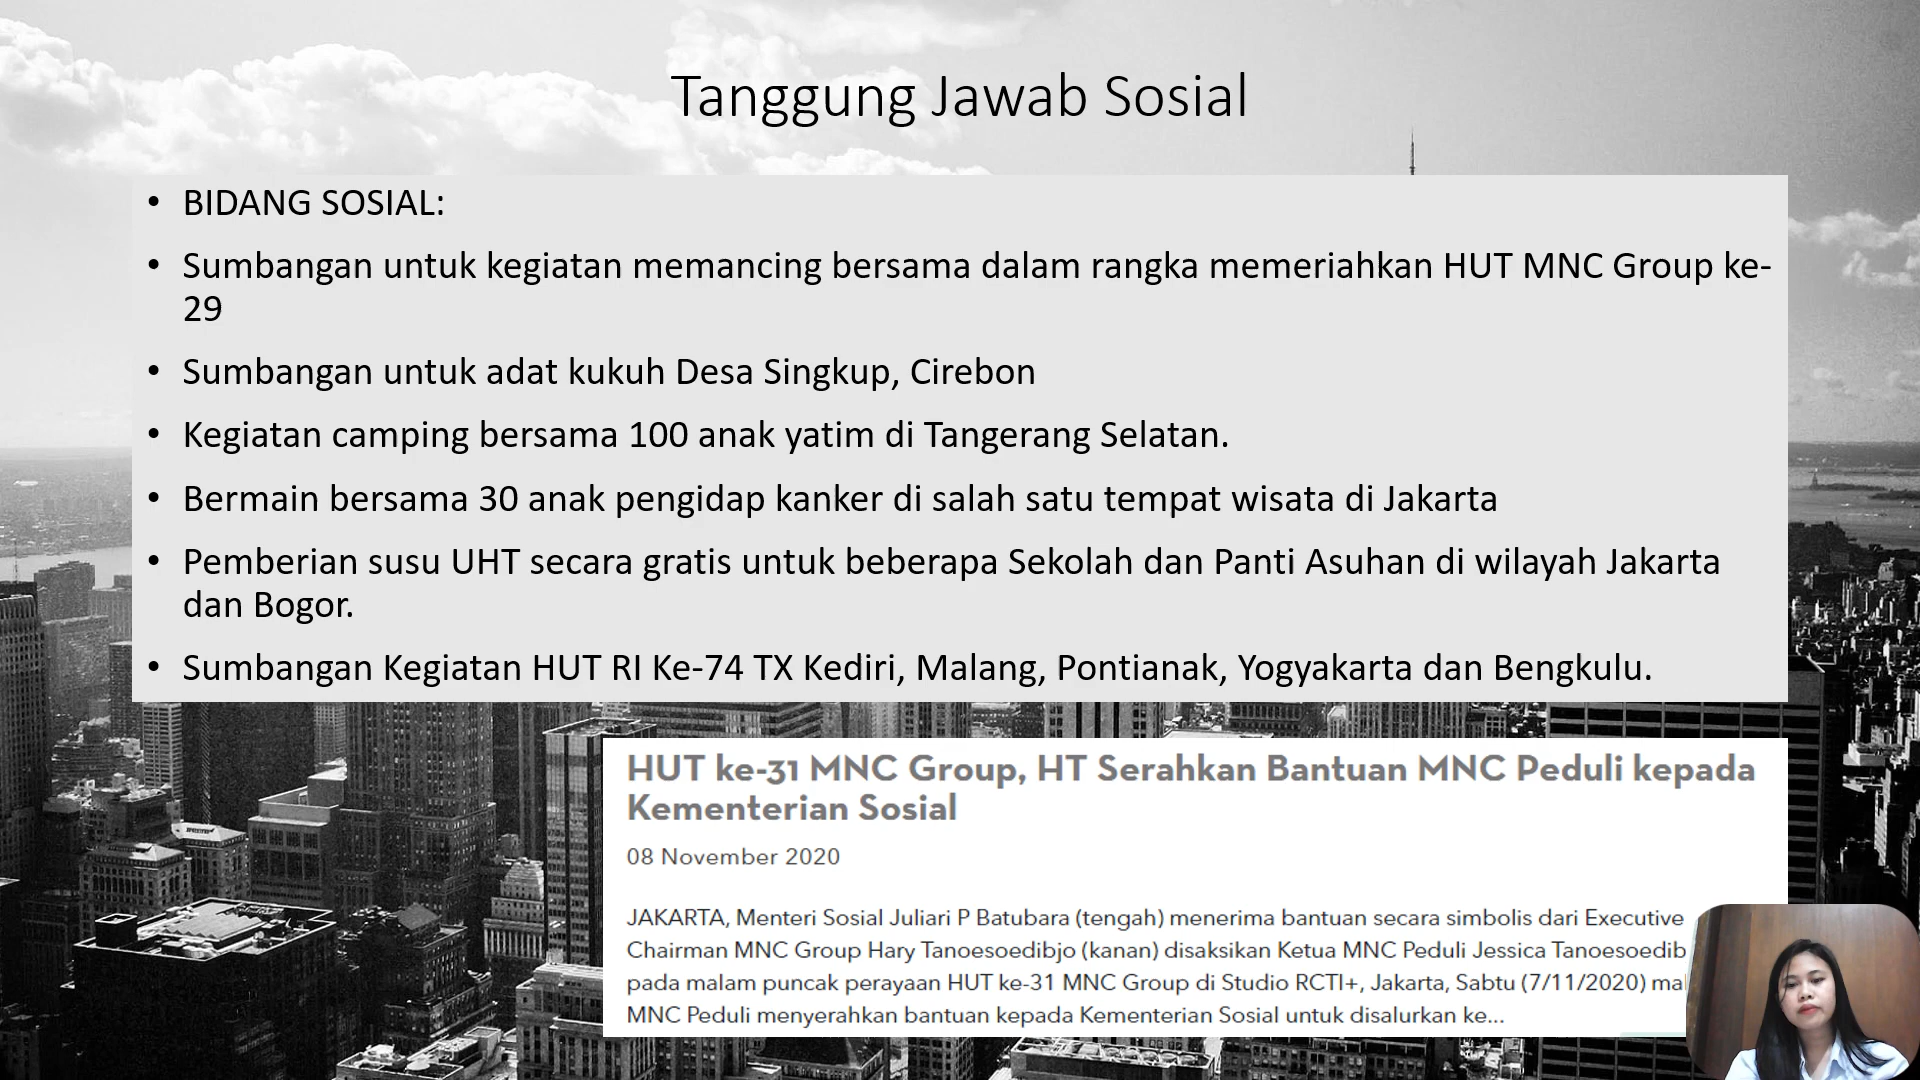 Tanggung Jawab Sosial
• BIDANG SOSIAL:
• Sumbangan untuk kegiatan memancing bersama dalam rangka memeriahkan HUT MNC Group ke-
29
• Sumbangan untuk adat kukuh Desa Singkup, Cirebon
• Kegiatan camping bersama 100 anak yatim di Tangerang Selatan.
• Bermain bersama 30 anak pengidap kanker di salah satu tempat wisata di Jakarta
• Pemberian susu UHT secara gratis untuk beberapa Sekolah dan Panti Asuhan di wilayah Jakarta
dan Bogor.
• Sumbangan Kegiatan HUT RI Ke-74 TX Kediri, Malang, Pontianak, Yogyakarta dan Bengkulu.
HUT ke-31 MNC Group, HT Serahkan Bantuan MNC Peduli kepada
Kementerian Sosial
08 November 2020
JAKARTA, Menteri Sosial Juliari P Batubara (tengah) menerima bantuan secara simbolis dari Executive
Chairman MNC Group Hary Tanoesoedibjo (kanan) disaksikan Ketua MNC Peduli Jessica
pada malam puncak perayaan HUT ke-31 MNC Group di Studio RCTI+, Jakarta, Sabtu (7/11/2020)
MNC Peduli menyerahkan bantuan kepada Kementerian Sosial untuk disalurkan ke...